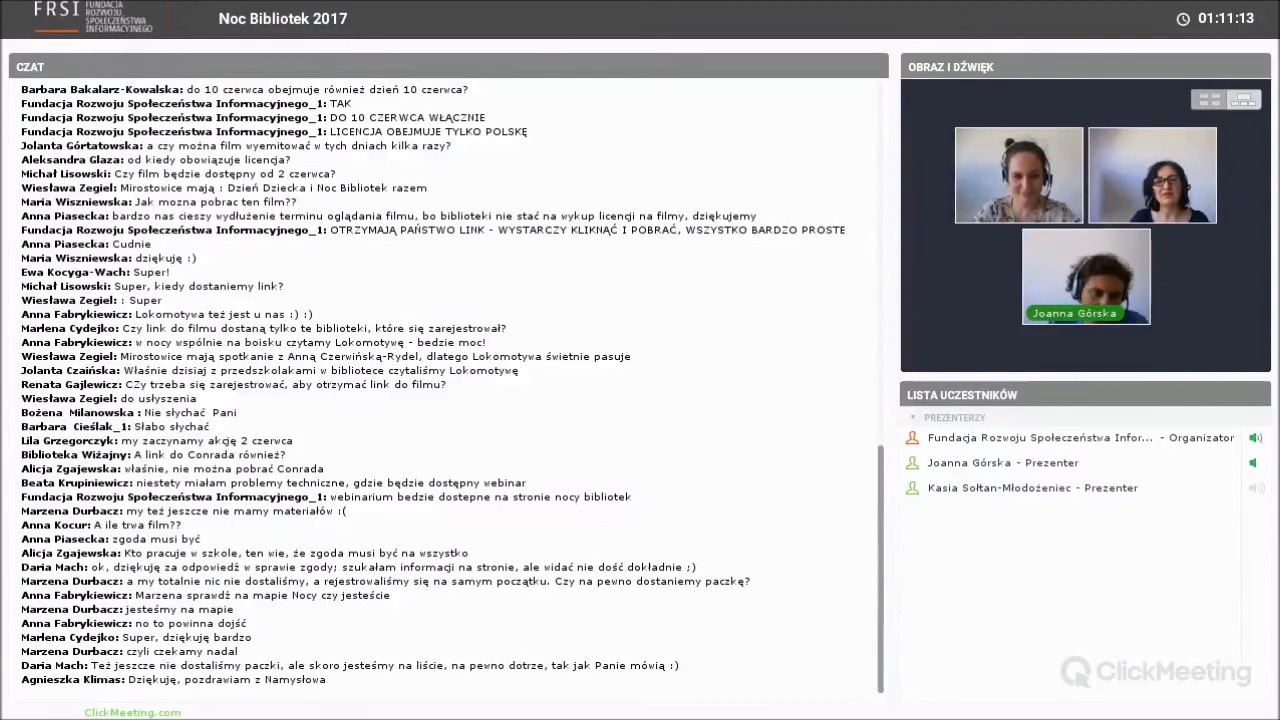 FRSI FUNDACJA
ROZWOJU
SPOŁECZEŃSTWA
INFORMACYJNEGO
Noc Bibliotek 2017
01:11:13
CZAT
Barbara Bakalarz-Kowalska: do 10 czerwca obejmuje również dzień 10 czerwca?
Fundacja Rozwoju Społeczeństwa Informacyjnego_1: TAK
Fundacja Rozwoju Społeczeństwa Informacyjnego_1: DO 10 CZERWCA WŁĄCZNIE
Fundacja Rozwoju Społeczeństwa Informacyjnego_1: LICENCJA OBEJMUJE TYLKO POLSKĘ
Jolanta Górtatowska: a czy można film wyemitować w tych dniach kilka razy?
Aleksandra Glaza: od kiedy obowiązuje licencja?
Michał Lisowski: Czy film będzie dostępny od 2 czerwca?
Wiesława Zegiel: Mirostowice mają : Dzień Dziecka i Noc Bibliotek razem
Maria Wiszniewska: Jak mozna pobrac ten film??
Anna Piasecka: bardzo nas cieszy wydłużenie terminu oglądania filmu, bo biblioteki nie stać na wykup licencji na filmy, dziękujemy
Fundacja Rozwoju Społeczeństwa Informacyjnego_1: OTRZYMAJĄ PAŃSTWO LINK - WYSTARCZY KLIKNĄĆ I POBRAĆ, WSZYSTKO BARDZO PROSTE
Anna Piasecka: Cudnie
Maria Wiszniewska: dziękuję :)
Ewa Kocyga-Wach: Super!
Michał Lisowski: Super, kiedy dostaniemy link?
Wiesława Zegiel: : Super
Anna Fabrykiewicz: Lokomotywa też jest u nas :) :)
Marlena Cydejko: Czy link do filmu dostaną tylko te biblioteki, które się zarejestrował?
Anna Fabrykiewicz: w nocy wspólnie na boisku czytamy Lokomotywę - bedzie moc!
Wiesława Zegiel: Mirostowice mają spotkanie z Anną Czerwińską-Rydel, dlatego Lokomotywa świetnie pasuje
Jolanta Czaińska: Właśnie dzisiaj z przedszkolakami w bibliotece czytaliśmy Lokomotywę
Renata Gajlewicz: CZy trzeba się zarejestrować, aby otrzymać link do filmu?
Wiesława Zegiel: do usłyszenia
Bożena Milanowska : Nie słychać Pani
Barbara Cieślak_1: Słabo słychać
Lila Grzegorczyk: my zaczynamy akcję 2 czerwca
Biblioteka Wiżajny: A link do Conrada również?
Alicja Zgajewska: właśnie, nie można pobrać Conrada
Beata Krupiniewicz: niestety miałam problemy techniczne, gdzie będzie dostępny webinar
Fundacja Rozwoju Społeczeństwa Informacyjnego_1: webinarium bedzie dostepne na stronie nocy bibliotek
Marzena Durbacz: my też jeszcze nie mamy materiałów :(
Anna Kocur: A ile trwa film??
Anna Piasecka: zgoda musi być
Alicja Zgajewska: Kto pracuje w szkole, ten wie, że zgoda musi być na wszystko
Daria Mach: ok, dziękuję za odpowiedź w sprawie zgody; szukałam informacji na stronie, ale widać nie dość dokładnie ;)
Marzena Durbacz: a my totalnie nic nie dostaliśmy, a rejestrowaliśmy się na samym początku. Czy na pewno dostaniemy paczkę?
Anna Fabrykiewicz: Marzena sprawdź na mapie Nocy czy jesteście
Marzena Durbacz: jesteśmy na mapie
Anna Fabrykiewicz: no to powinna dojść
Marlena Cydejko: Super, dziękuję bardzo
Marzena Durbacz: czyli czekamy nadal
Daria Mach: Też jeszcze nie dostaliśmy paczki, ale skoro jesteśmy na liście, na pewno dotrze, tak jak Panie mówią :)
Agnieszka Klimas: Dziękuję, pozdrawiam z Namysłowa
ClickMeeting.com
OBRAZ I DŹWIĘK
Joanna Górska
LISTA UCZESTNIKÓW
PREZENTERZY
Fundacja Rozwoju Społeczeństwa Infor... - Organizator
Joanna Górska - Prezenter
Kasia Sołtan-Młodożeniec - Prezenter
ClickMeeting